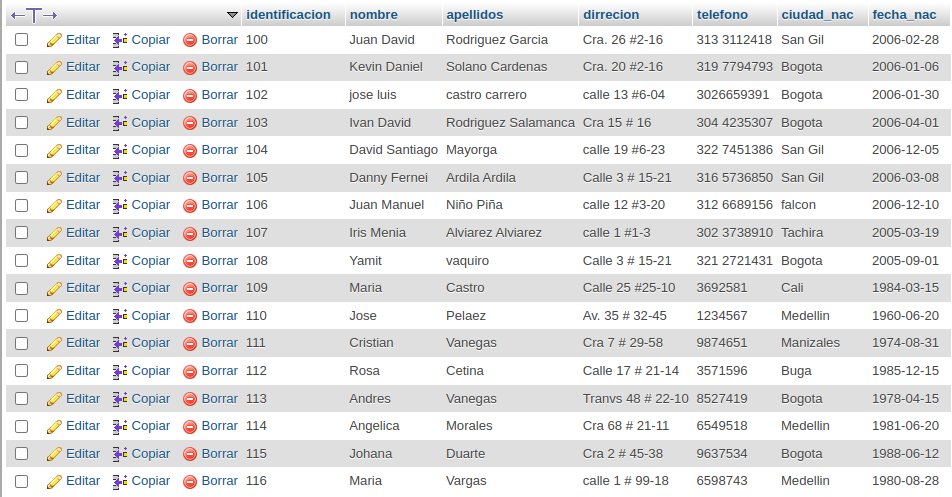 identificacion nombre apellidos dirrecion telefono ciudad_nac fecha_nac
Editar Copiar Borrar 100 Juan David Rodriguez Garcia Cra. 26 #2-16 313 3112418 San Gil 2006-02-28
Editar Copiar Borrar 101 Kevin Daniel Solano Cardenas Cra. 20 #2-16 319 7794793 Bogota 2006-01-06
Editar Copiar Borrar 102 jose luis castro carrero calle 13 #6-04 3026659391 Bogota 2006-01-30
Editar Copiar Borrar 103 Ivan David Rodriguez Salamanca Cra 15 # 16 304 4235307 Bogota 2006-04-01
Editar Copiar Borrar 104 David Santiago Mayorga calle 19 #6-23 322 7451386 San Gil 2006-12-05
Editar Copiar Borrar 105 Danny Fernei Ardila Ardila Calle 3 # 15-21 316 5736850 San Gil 2006-03-08
Editar Copiar Borrar 106 Juan Manuel Niño Piña calle 12 #3-20 312 6689156 falcon 2006-12-10
Editar Copiar Borrar 107 Iris Menia Alviarez Alviarez calle 1 #1-3 302 3738910 Tachira 2005-03-19
Editar Copiar Borrar 108 Yamit vaquiro Calle 3 # 15-21 321 2721431 Bogota 2005-09-01
Editar Copiar Borrar 109 Maria Castro Calle 25 #25-10 3692581 Cali 1984-03-15
Editar Copiar Borrar 110 Jose Pelaez Av. 35 # 32-45 1234567 Medellin 1960-06-20
Editar Copiar Borrar 111 Cristian Vanegas Cra 7 # 29-58 9874651 Manizales 1974-08-31
Editar Copiar Borrar 112 Rosa Cetina Calle 17 # 21-14 3571596 Buga 1985-12-15
Editar Copiar Borrar 113 Andres Vanegas Tranvs 48 # 22-10 8527419 Bogota 1978-04-15
Editar Copiar Borrar 114 Angelica Morales Cra 68 # 21-11 6549518 Medellin 1981-06-20
Editar Copiar Borrar 115 Johana Duarte Cra 2 # 45-38 9637534 Bogota 1988-06-12
Editar Copiar Borrar 116 Maria Vargas calle 1 # 99-18 6598743 Medellin 1980-08-28